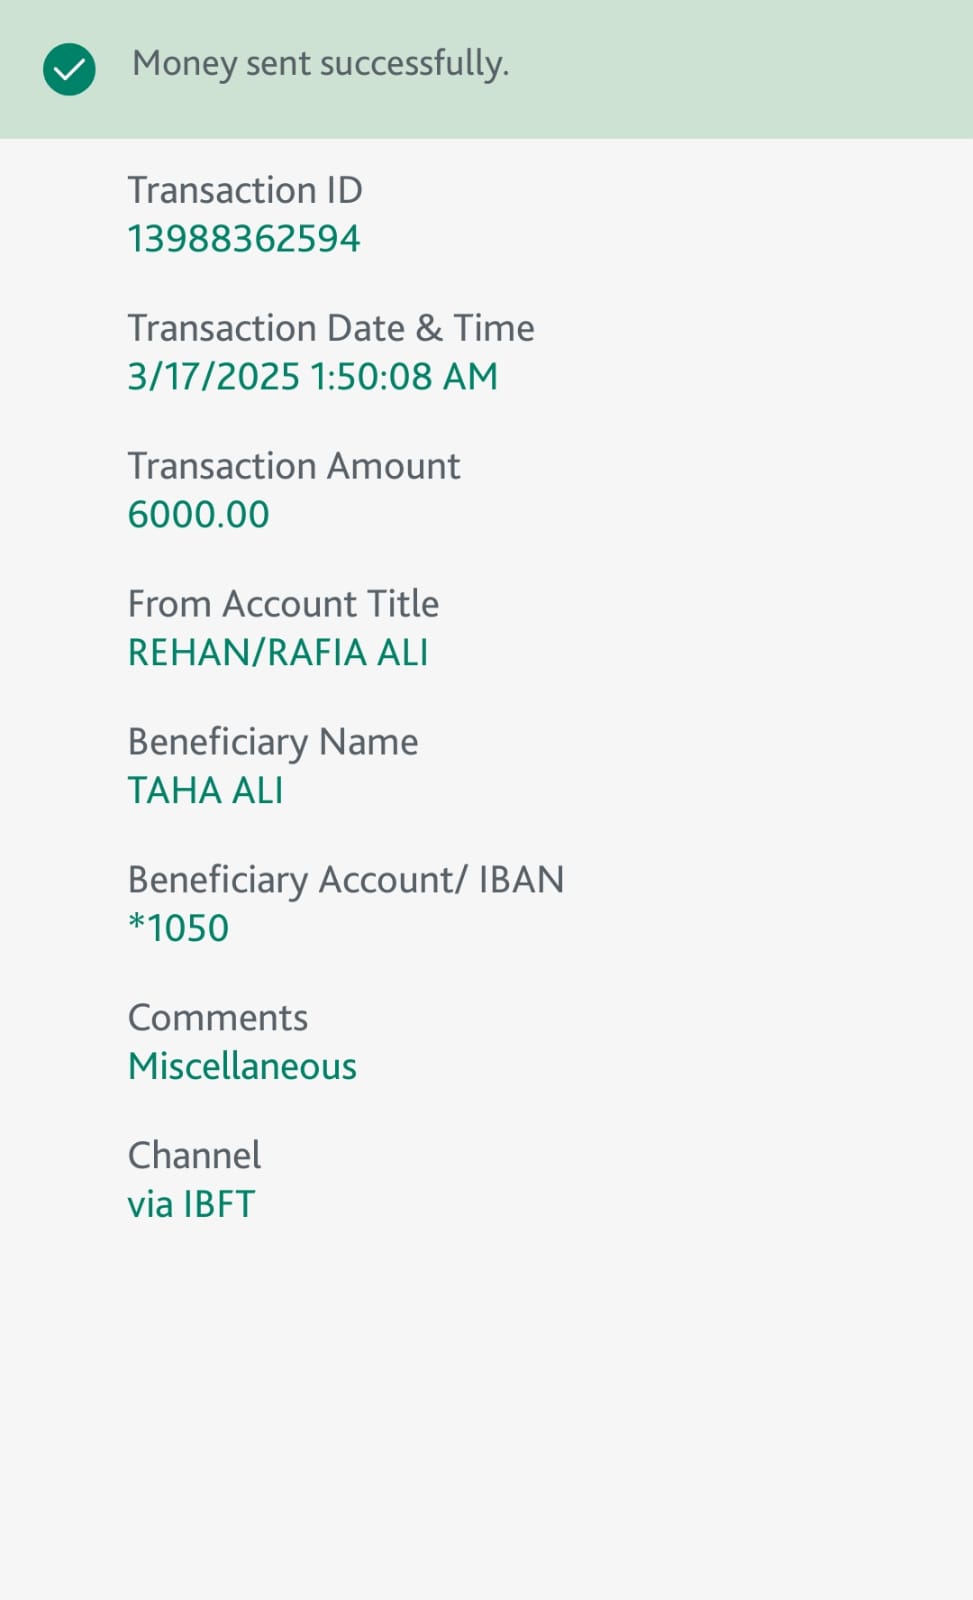 Money sent successfully.
Transaction ID
13988362594
Transaction Date & Time
3/17/2025 1:50:08 AM
Transaction Amount
6000.00
From Account Title
REHAN/RAFIA ALI
Beneficiary Name
TAHA ALI
Beneficiary Account/ IBAN
*1050
Comments
Miscellaneous
Channel
via IBFT